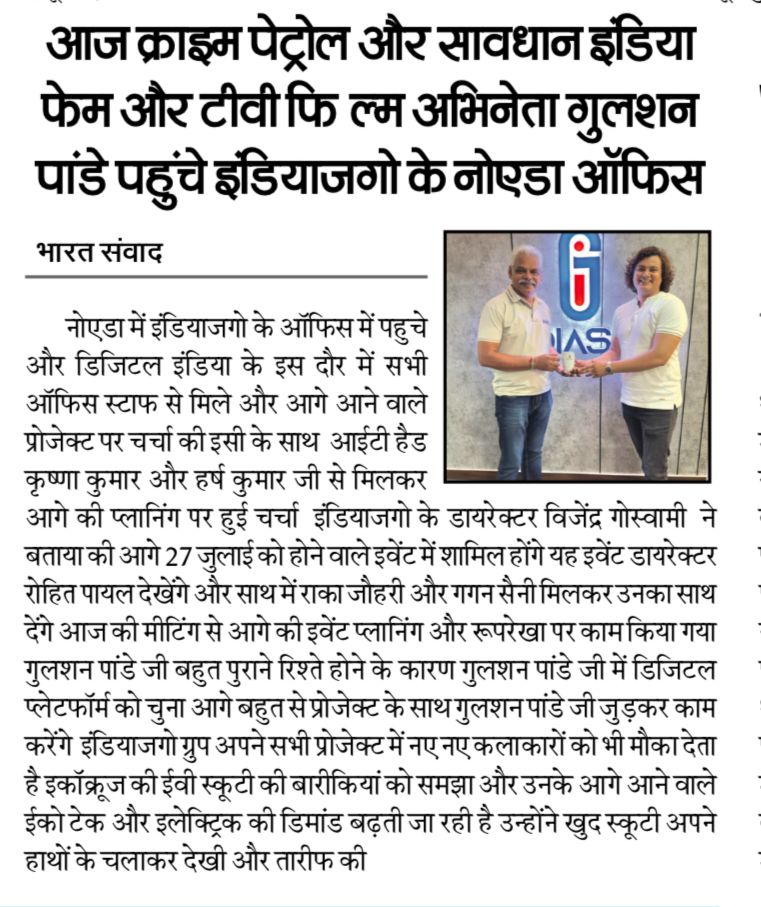 आज क्राइम पेट्रोल और सावधान इंडिया
फेम और टीवी फि ल्म अभिनेता गुलशन
पांडे पहुंचे इंडियाजगो के नोएडा ऑफिस
भारत संवाद
IAS
नोएडा में इंडियाजगो के ऑफिस में पहुचे
और डिजिटल इंडिया के इस दौर में सभी
ऑफिस स्टाफ से मिले और आगे आने वाले
प्रोजेक्ट पर चर्चा की इसी के साथ आईटी हैड
कृष्णा कुमार और हर्ष कुमार जी से मिलकर
आगे की प्लानिंग पर हुई चर्चा इंडियाजगो के डायरेक्टर विजेंद्र गोस्वामी ने
बताया की आगे 27 जुलाई को होने वाले इवेंट में शामिल होंगे यह इवेंट डायरेक्टर
रोहित पायल देखेंगे और साथ में राका जौहरी और गगन सैनी मिलकर उनका साथ
देंगे आज की मीटिंग से आगे की इवेंट प्लानिंग और रूपरेखा पर काम किया गया
गुलशन पांडे जी बहुत पुराने रिश्ते होने के कारण गुलशन पांडे जी में डिजिटल
प्लेटफॉर्म को चुना आगे बहुत से प्रोजेक्ट के साथ गुलशन पांडे जी जुड़कर काम
करेंगे इंडियाजगो ग्रुप अपने सभी प्रोजेक्ट में नए नए कलाकारों को भी मौका देता
है इकॉक्रूज की ईवी स्कूटी की बारीकियां को समझा और उनके आगे आने वाले
ईको टेक और इलेक्ट्रिक की डिमांड बढ़ती जा रही है उन्होंने खुद स्कूटी अपने
हाथों के चलाकर देखी और तारीफ की